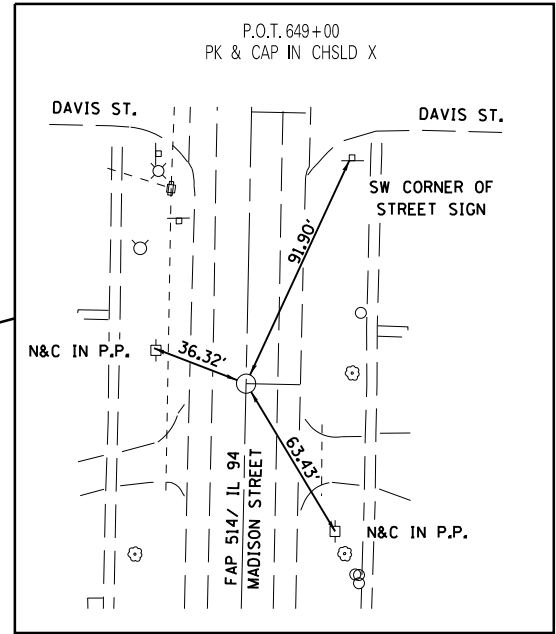 P.O.T. 649+00
PK & CAP IN CHSLD X
DAVIS ST.
DAVIS ST.
SW CORNER OF
STREET SIGN
91.90'
N&C IN P.P.
36.32'
63.43'
FAP 514/ IL 94
MADISON STREET
N&C IN P.P.